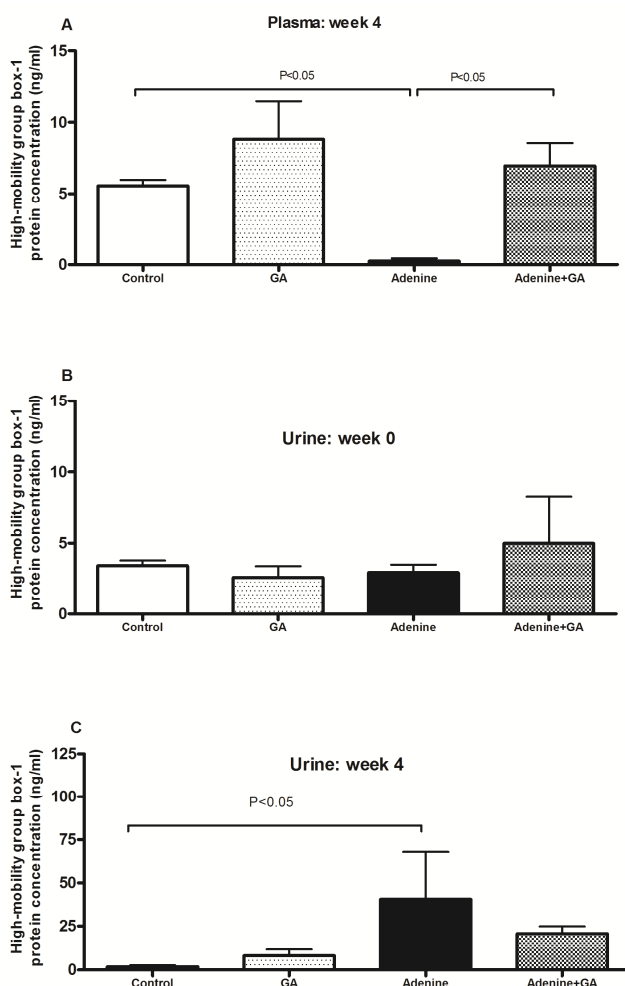 A
Plasma: week 4
High-mobility group box-1
protein concentration (ng/ml)
15
10
5
0
P<0.05
P<0.05
Control
GA
Adenine
Adenine+GA
B
Urine: week 0
High-mobility group box-1
protein concentration (ng/ml)
15
10
5
0
Control
GA
Adenine
Adenine+GA
C
Urine: week 4
High-mobility group box-1
protein concentration (ng/ml)
125
100
75
50
25
0
P<0.05
Control
GA
Adenine
Adenine+GA